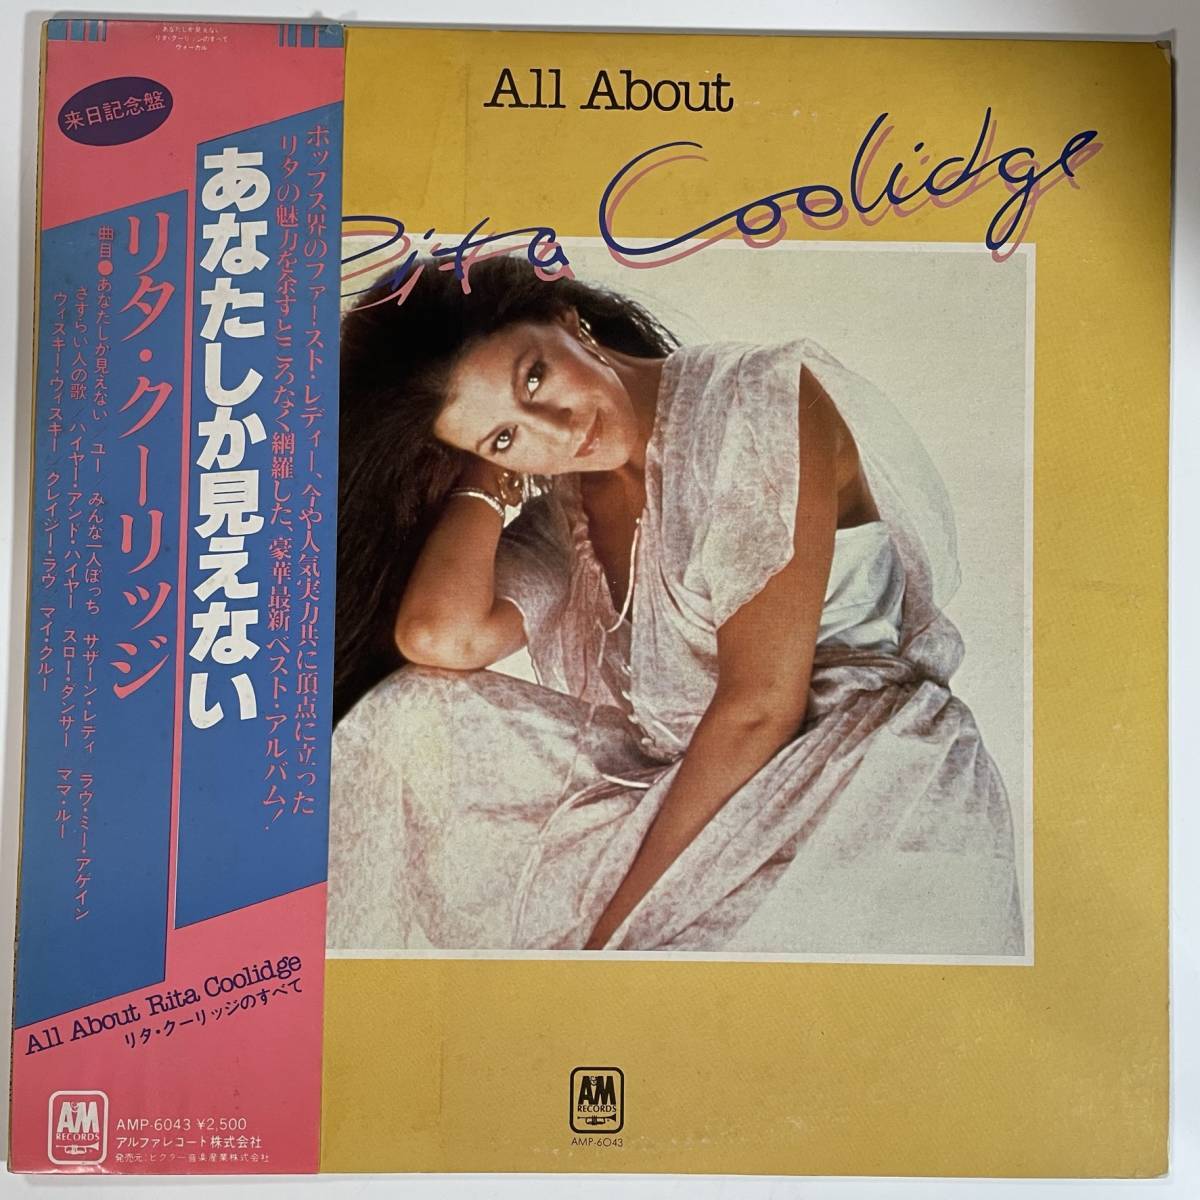 あなたしか見えない
リタ・クーリッジのすべて
ヴォーカル
来日記念盤
ポップス界のファースト・レディー、今や人気実力共に頂点に立った
リタの魅力を余すところなく網羅した、豪華最新ベスト・アルバム!
あなたしか見えない
リタ・クーリッジ
曲目●あなたしか見えない/ユー/みんな一人ぼっち/サザーン・レディ/ラヴ・ミー・アゲイン
さすらい人の歌/ハイヤー・アンド・ハイヤー/スロー・ダンサー/ママ・ルー
ウィスキー・ウィスキー/クレイジー・ラヴ/マイ・クルー
All About Rita Coolidge
リタ・クーリッジのすべて
AM
RECORDS
AMP-6043 ¥2,500
アルファレコード株式会社
発売元:ビクター音楽産業株式会社
All About
Rita Coolidge
AM
RECORDS
AMP-6043